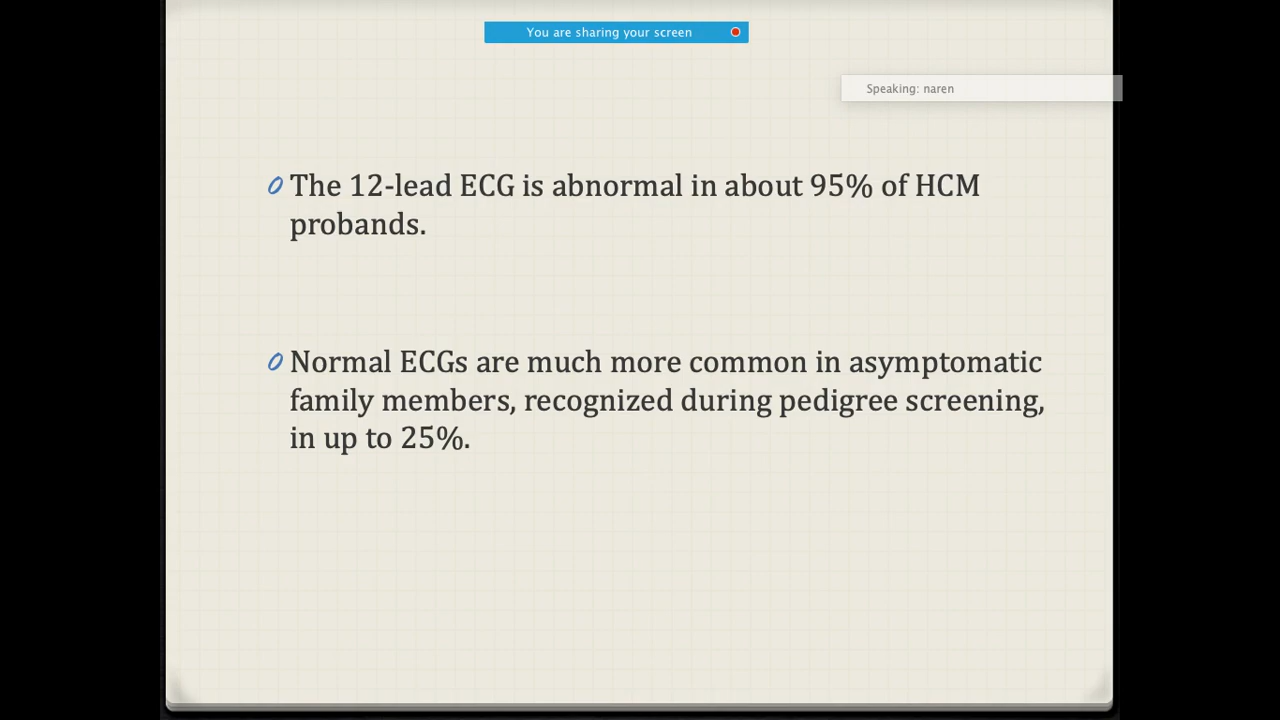 You are sharing your screen
Speaking: naren
The 12-lead ECG is abnormal in about 95% of HCM
probands.
Normal ECGs are much more common in asymptomatic
family members, recognized during pedigree screening,
in up to 25%.